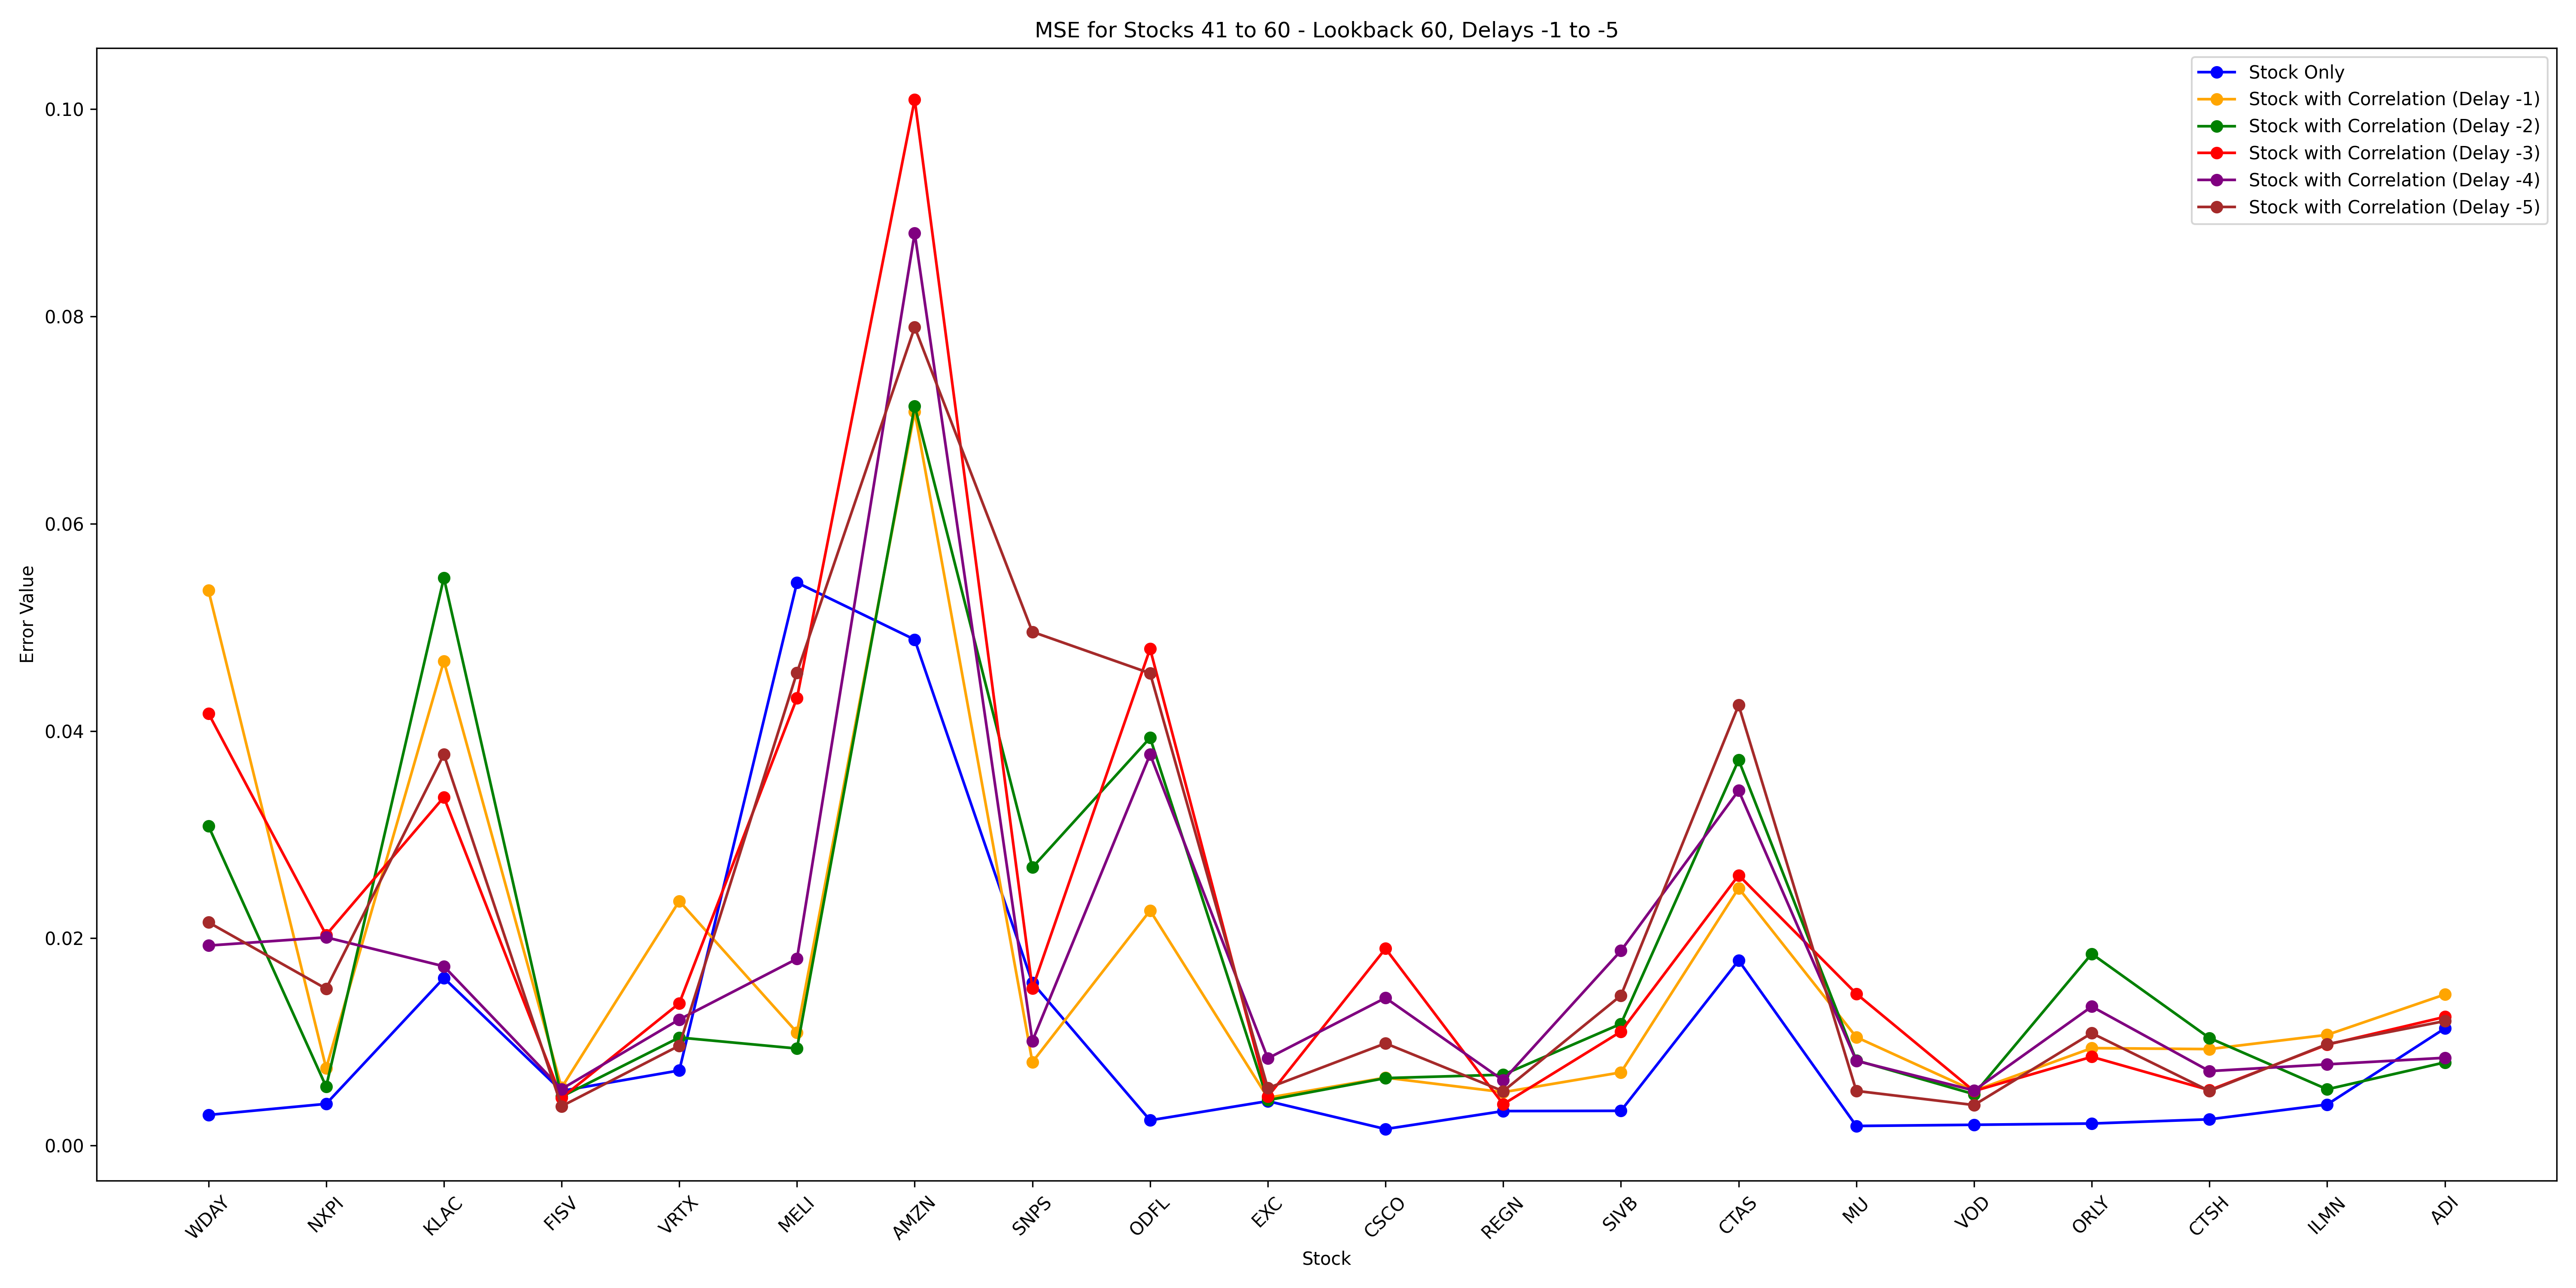 MSE for Stocks 41 to 60 - Lookback 60, Delays -1 to -5
Stock Only
Stock with Correlation (Delay -1)
Stock with Correlation (Delay -2)
Stock with Correlation (Delay -3)
Stock with Correlation (Delay -4)
Stock with Correlation (Delay -5)
Error Value
0.10
0.08
0.06
0.04
0.02
0.00
WDAY
NXPI
KLAC
FISV
VRTX
MELI
AMZN
SNPS
ODFL
EXC
CSCO
REGN
SIVB
CTAS
MU
VOD
ORLY
CTSH
ILMN
ADI
Stock